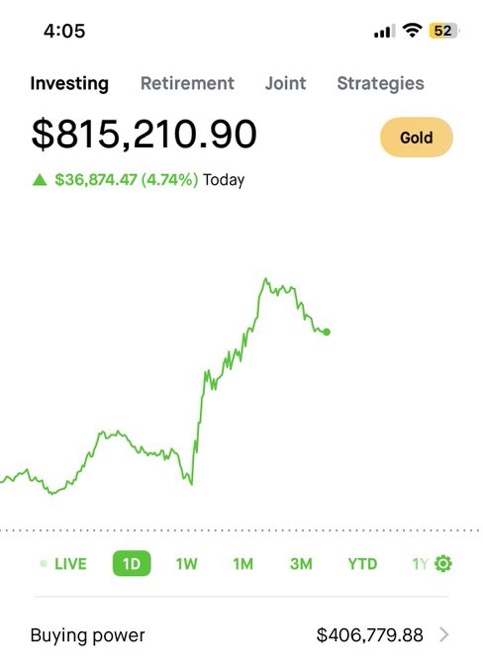 4:05 52
Investing Retirement Joint Strategies
$815,210.90 Gold
▲ $36,874.47 (4.74%) Today
LIVE 1D 1W 1M 3M YTD 1Y
Buying power $406,779.88